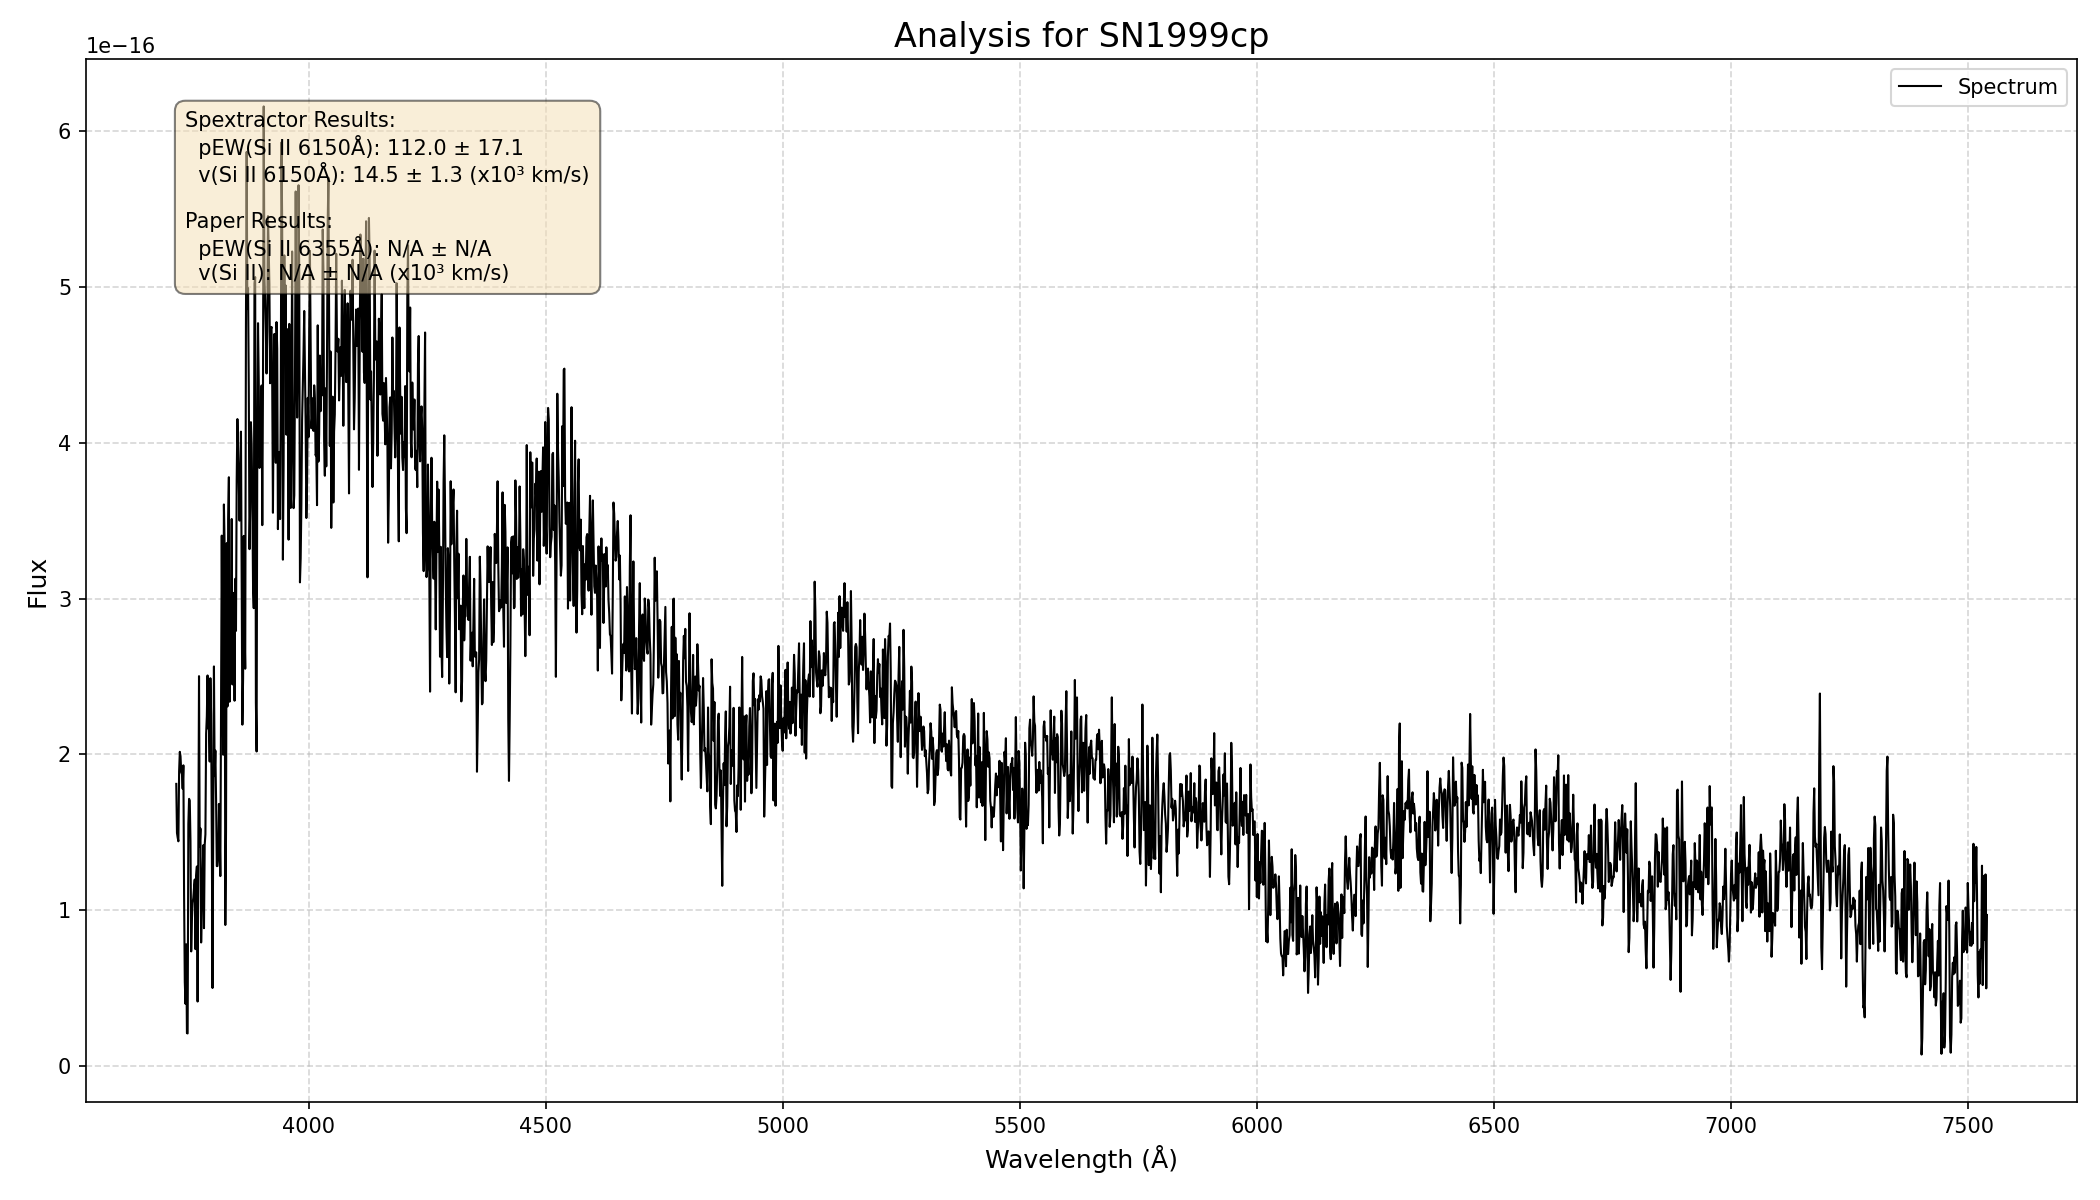 Analysis for SN1999cp
1e−16
Spectrum
Spextractor Results:
pEW(Si II 6150Å): 112.0 ± 17.1
v(Si II 6150Å): 14.5 ± 1.3 (x10³ km/s)
Paper Results:
pEW(Si II 6355Å): N/A ± N/A
v(Si II): N/A ± N/A (x10³ km/s)
6
5
4
3
2
1
0
Flux
4000 4500 5000 5500 6000 6500 7000 7500
Wavelength (Å)